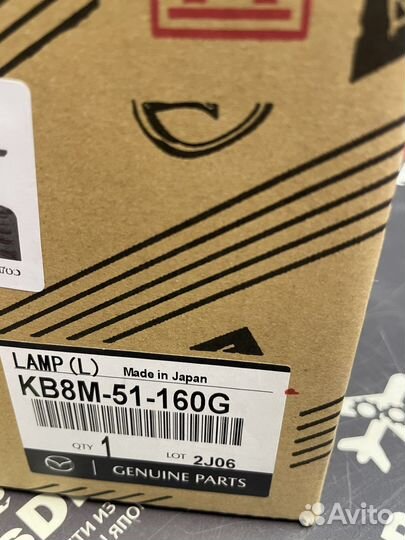 LAMP(L) Made in Japan
KB8M-51-160G
QTY 1 LOT 2J06
GENUINE PARTS
Avito